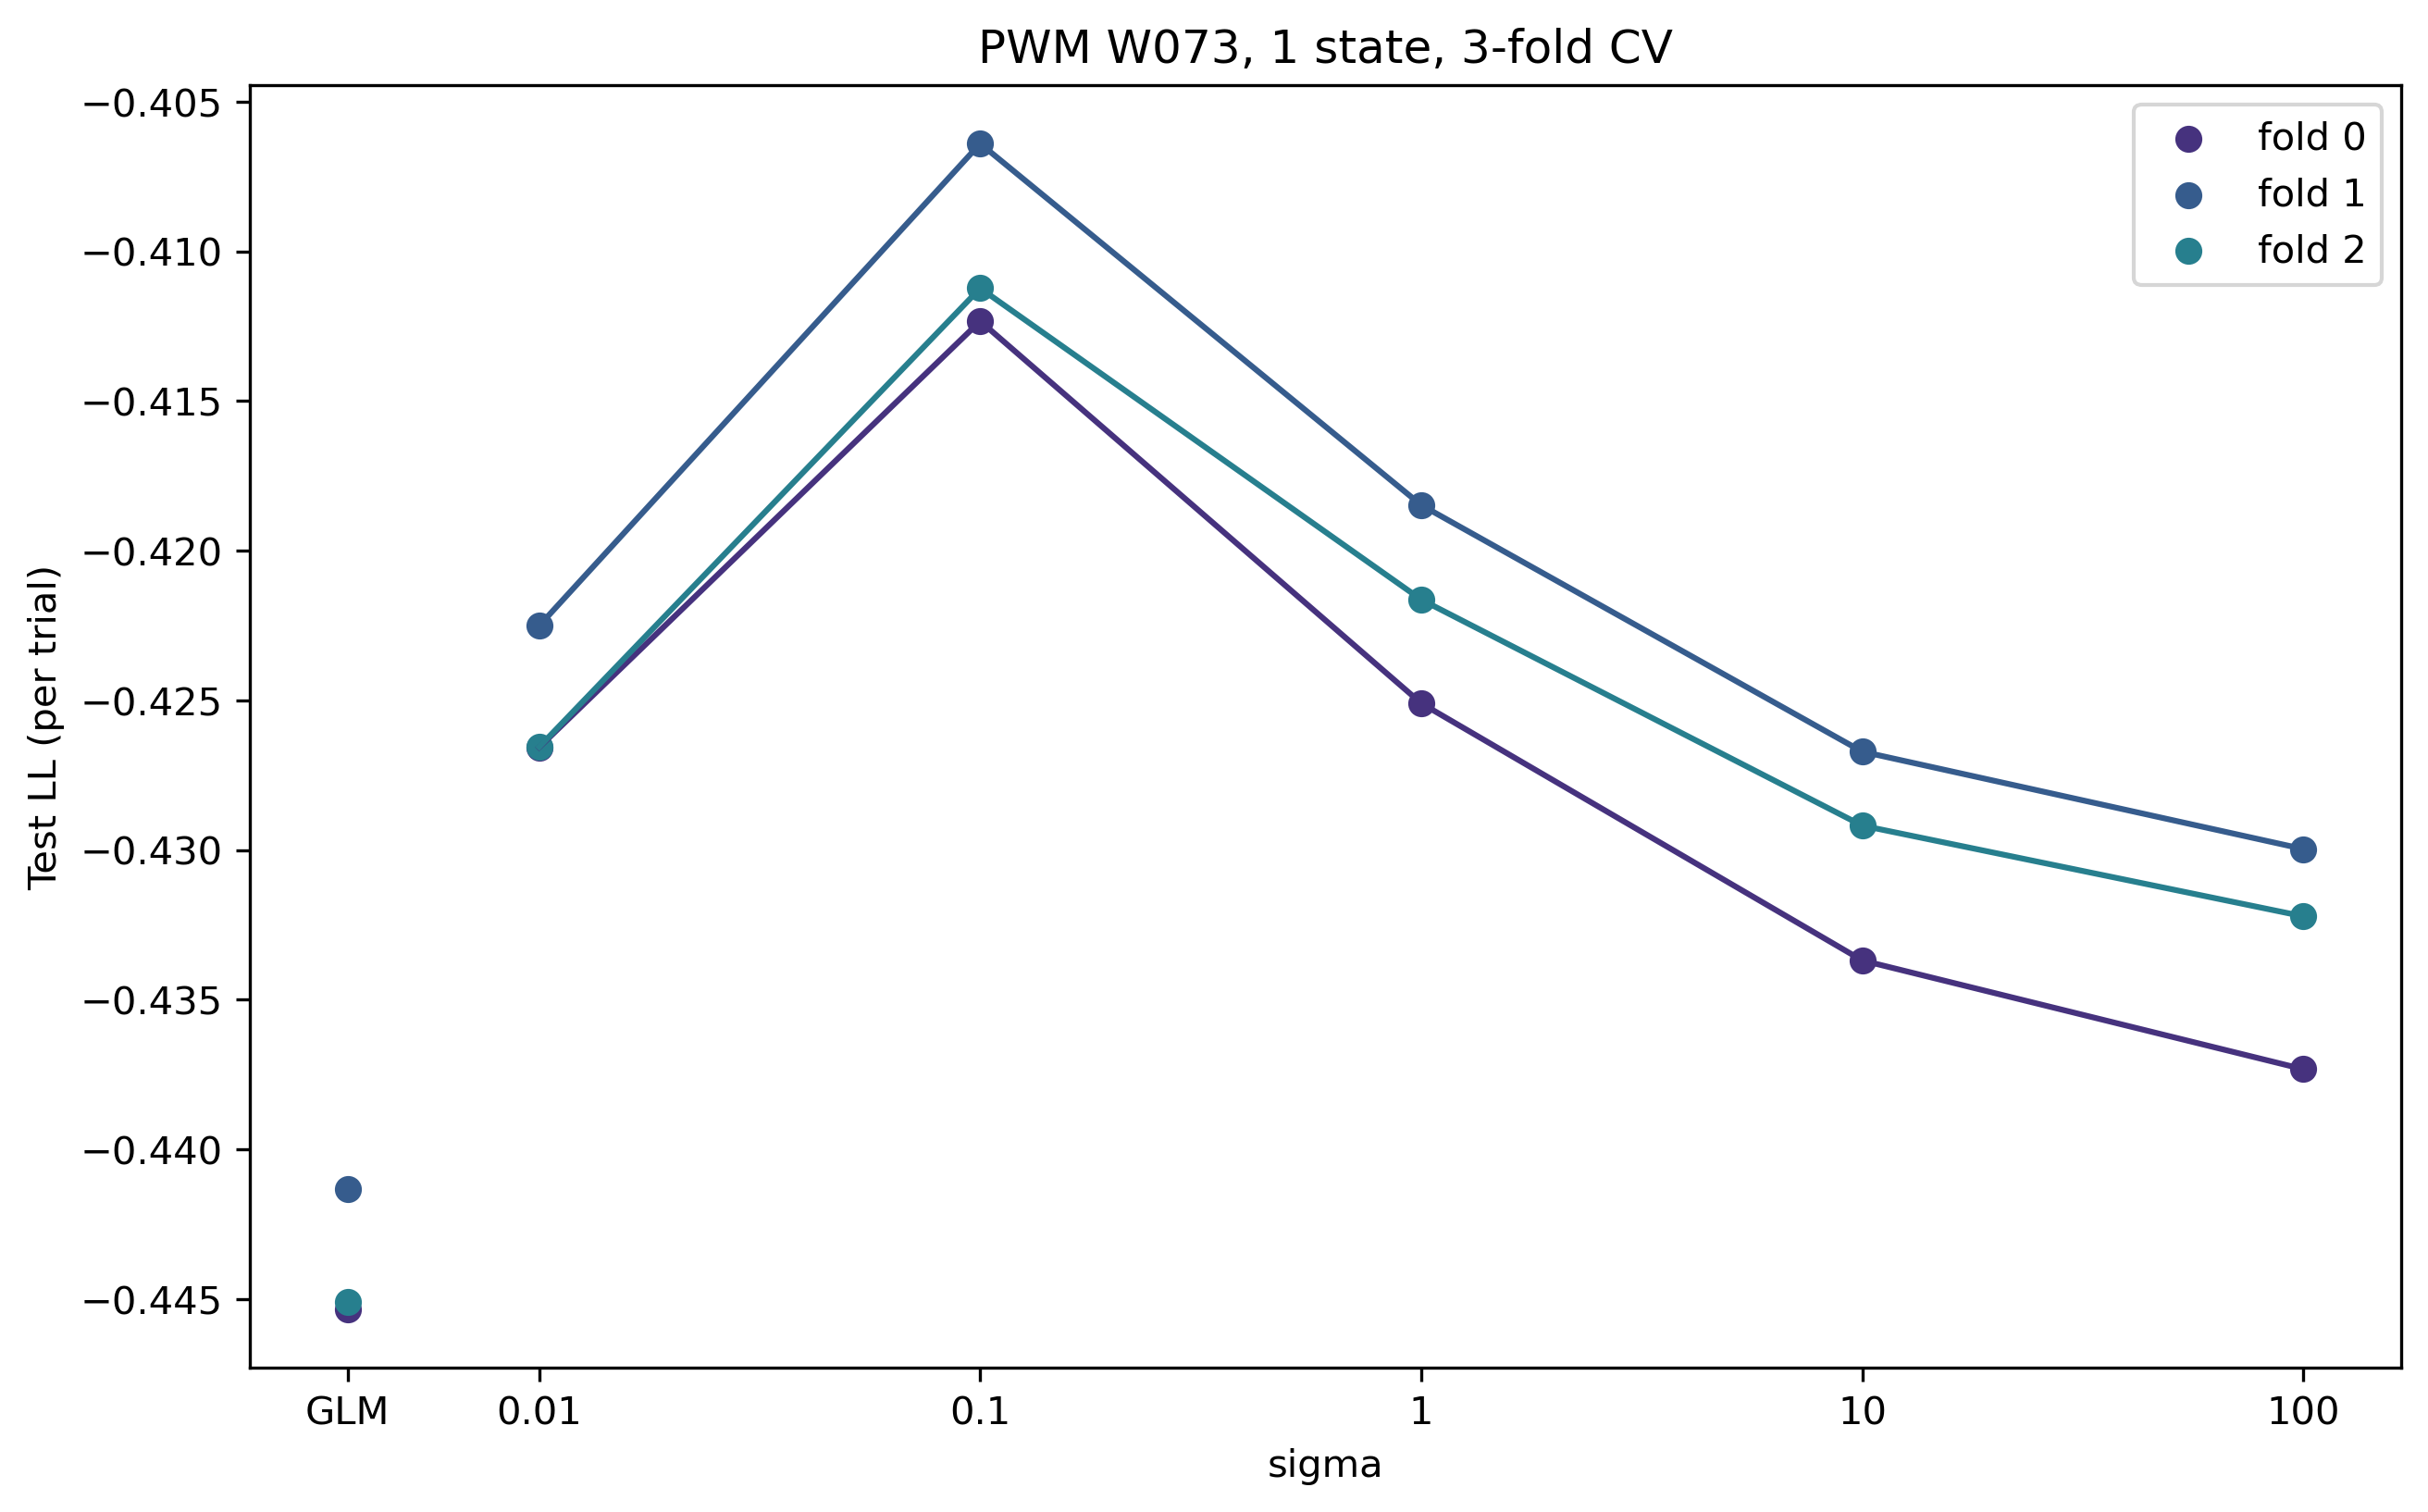 PWM W073, 1 state, 3-fold CV
−0.405
−0.410
−0.415
−0.420
−0.425
−0.430
−0.435
−0.440
−0.445
Test LL (per trial)
fold 0
fold 1
fold 2
GLM 0.01 0.1 1 10 100
sigma